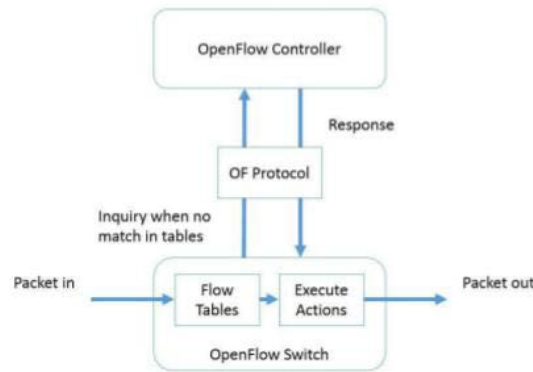 OpenFlow Controller
Response
OF Protocol
Inquiry when no
match in tables
Packet in
Flow
Tables
Execute
Actions
Packet out
OpenFlow Switch